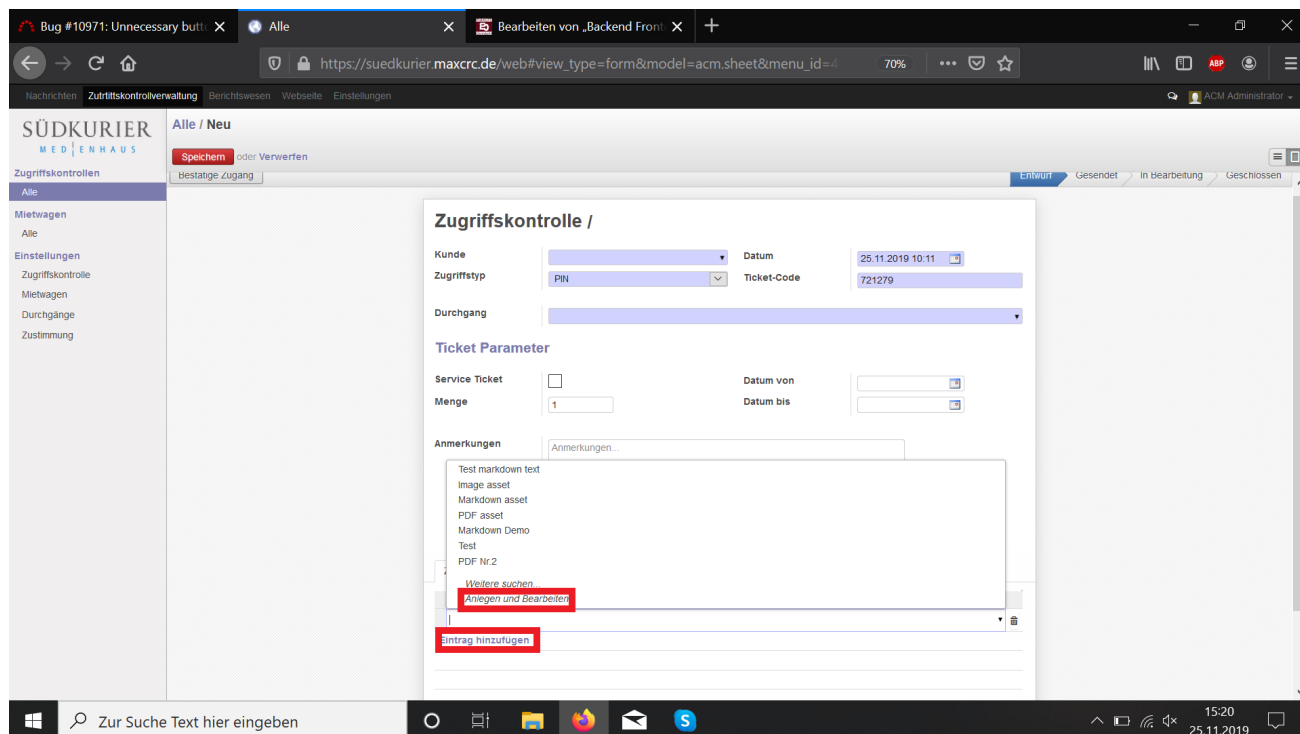 Bug #10971: Unnecessary butt
Alle
Bearbeiten von „Backend Front
https://suedkurier.maxcrc.de/web#view_type=form&model=acm.sheet&menu_id=4
70%
ABP
Nachrichten Zutrtittskontrollverwaltung Berichtswesen Webseite Einstellungen
ACM Administrator
SÜDKURIER
MEDIENHAUS
Alle / Neu
Speichern oder Verwerfen
Zugriffskontrollen
Alle
Mietwagen
Alle
Einstellungen
Zugriffskontrolle
Mietwagen
Durchgänge
Zustimmung
Bestätige Zugang
Entwurf Gesendet In Bearbeitung Geschlossen
Zugriffskontrolle /
Kunde
Datum 25.11.2019 10:11
Zugriffstyp PIN
Ticket-Code 721279
Durchgang
Ticket Parameter
Service Ticket
Datum von
Menge 1
Datum bis
Anmerkungen Anmerkungen...
Test markdown text
Image asset
Markdown asset
PDF asset
Markdown Demo
Test
PDF Nr.2
Weitere suchen...
Anlegen und Bearbeiten
Eintrag hinzufügen
Zur Suche Text hier eingeben
15:20
25.11.2019